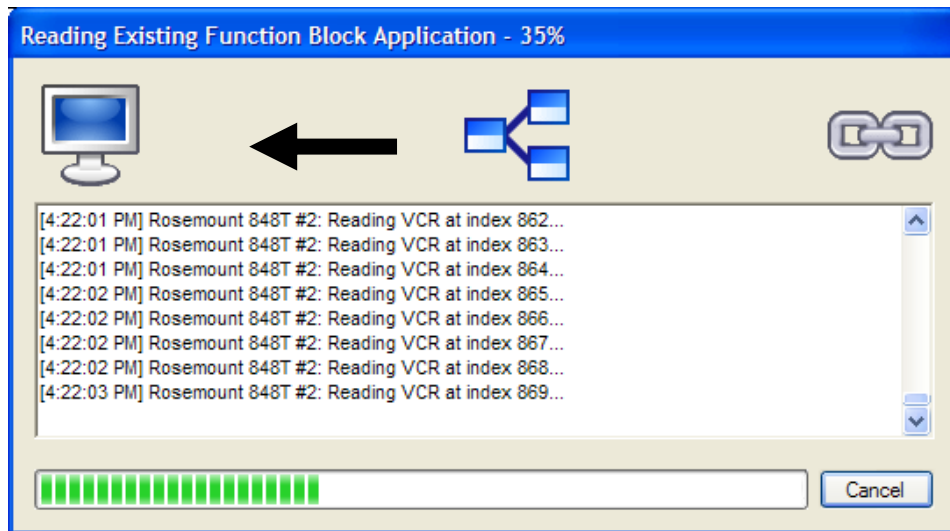 Reading Existing Function Block Application - 35%
[4:22:01 PM] Rosemount 848T #2: Reading VCR at index 862...
[4:22:01 PM] Rosemount 848T #2: Reading VCR at index 863...
[4:22:01 PM] Rosemount 848T #2: Reading VCR at index 864...
[4:22:02 PM] Rosemount 848T #2: Reading VCR at index 865...
[4:22:02 PM] Rosemount 848T #2: Reading VCR at index 866...
[4:22:02 PM] Rosemount 848T #2: Reading VCR at index 867...
[4:22:02 PM] Rosemount 848T #2: Reading VCR at index 868...
[4:22:03 PM] Rosemount 848T #2: Reading VCR at index 869...
Cancel